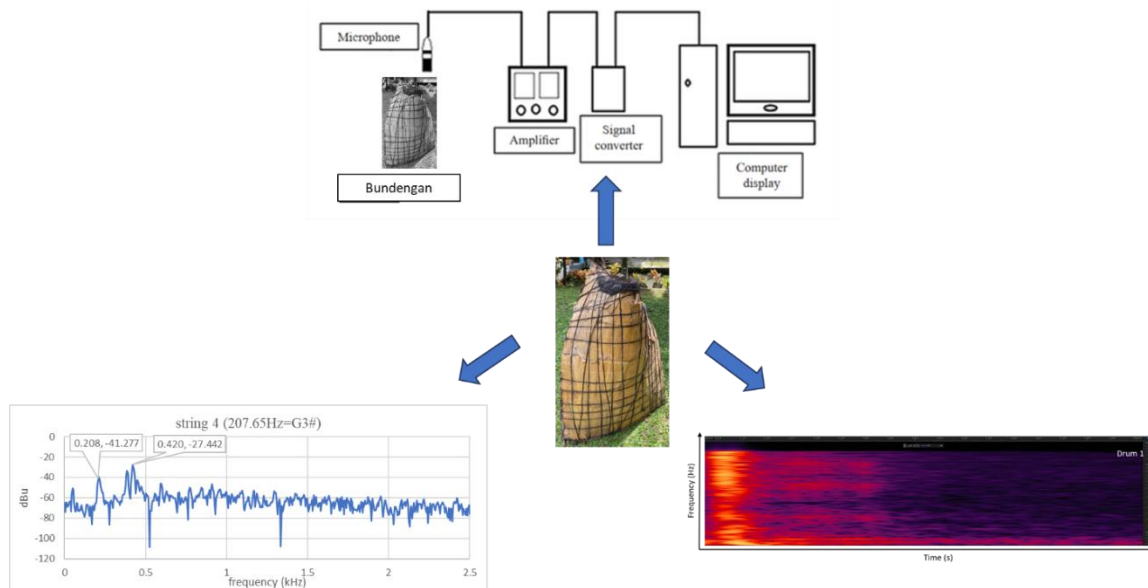 Microphone
Bundengan
Amplifier
Signal
converter
Computer
display
string 4 (207.65Hz=G3#)
0.208, -41.277
0.420, -27.442
0
-20
-40
-60
-80
-100
-120
dBu
0
0.5
1
1.5
2
2.5
frequency (kHz)
Drum 1
Frequency (Hz)
Time (s)